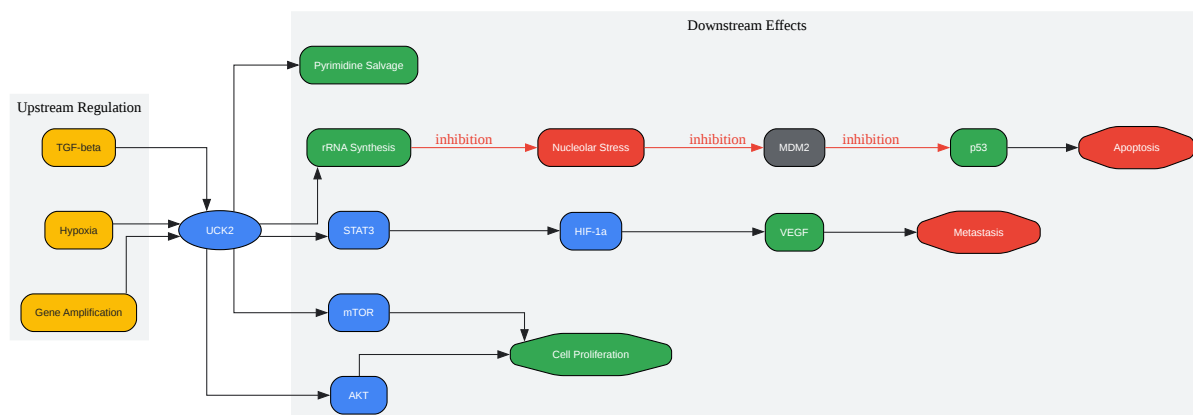 Downstream Effects
Pyrimidine Salvage
Upstream Regulation
TGF-beta
rRNA Synthesis
inhibition
Nucleolar Stress
inhibition
MDM2
inhibition
p53
Apoptosis
Hypoxia
UCK2
STAT3
HIF-1a
VEGF
Metastasis
Gene Amplification
mTOR
Cell Proliferation
AKT